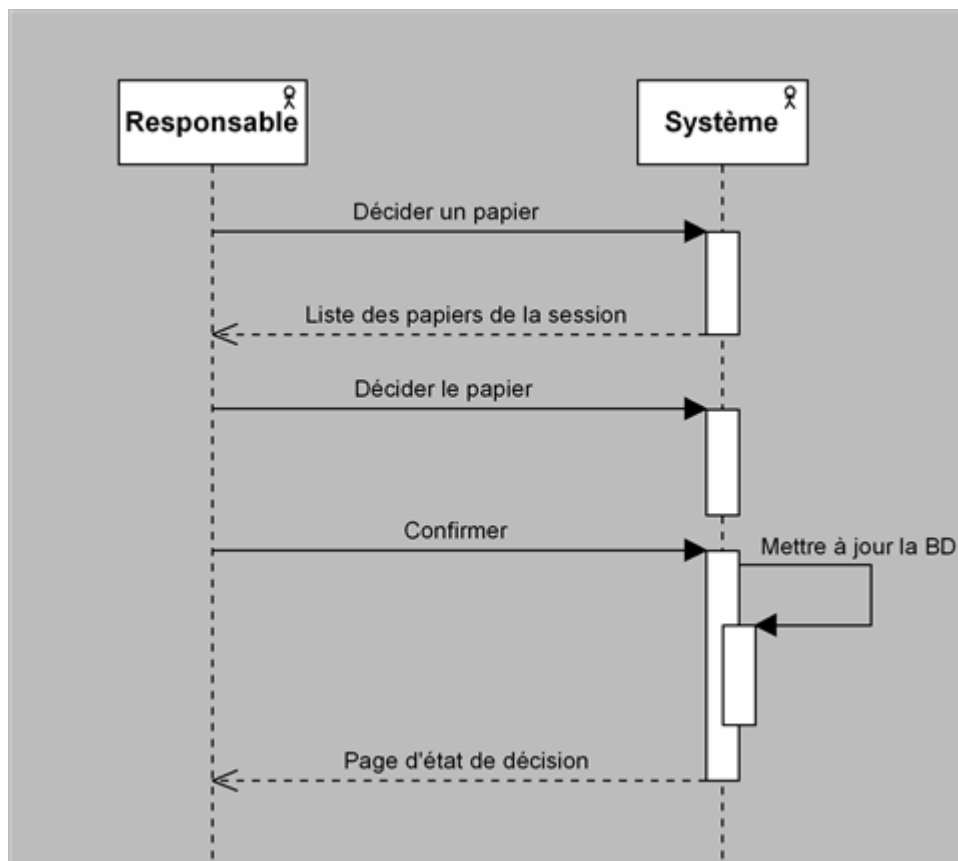 Responsable
Système
Décider un papier
Liste des papiers de la session
Décider le papier
Confirmer
Mettre à jour la BD
Page d'état de décision